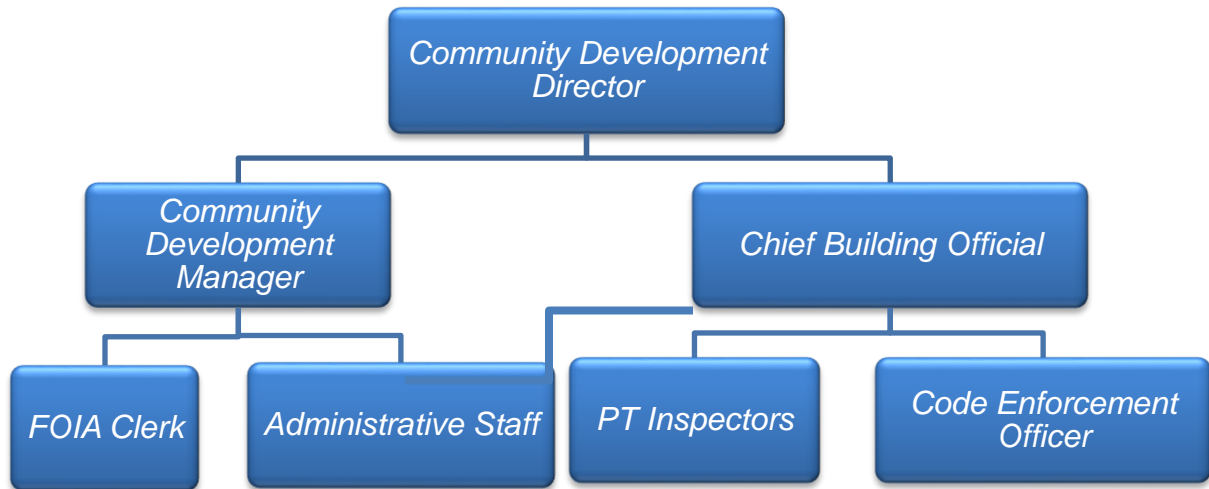 Community Development
Director
Community
Development
Manager
Chief Building Official
FOIA Clerk
Administrative Staff
PT Inspectors
Code Enforcement
Officer